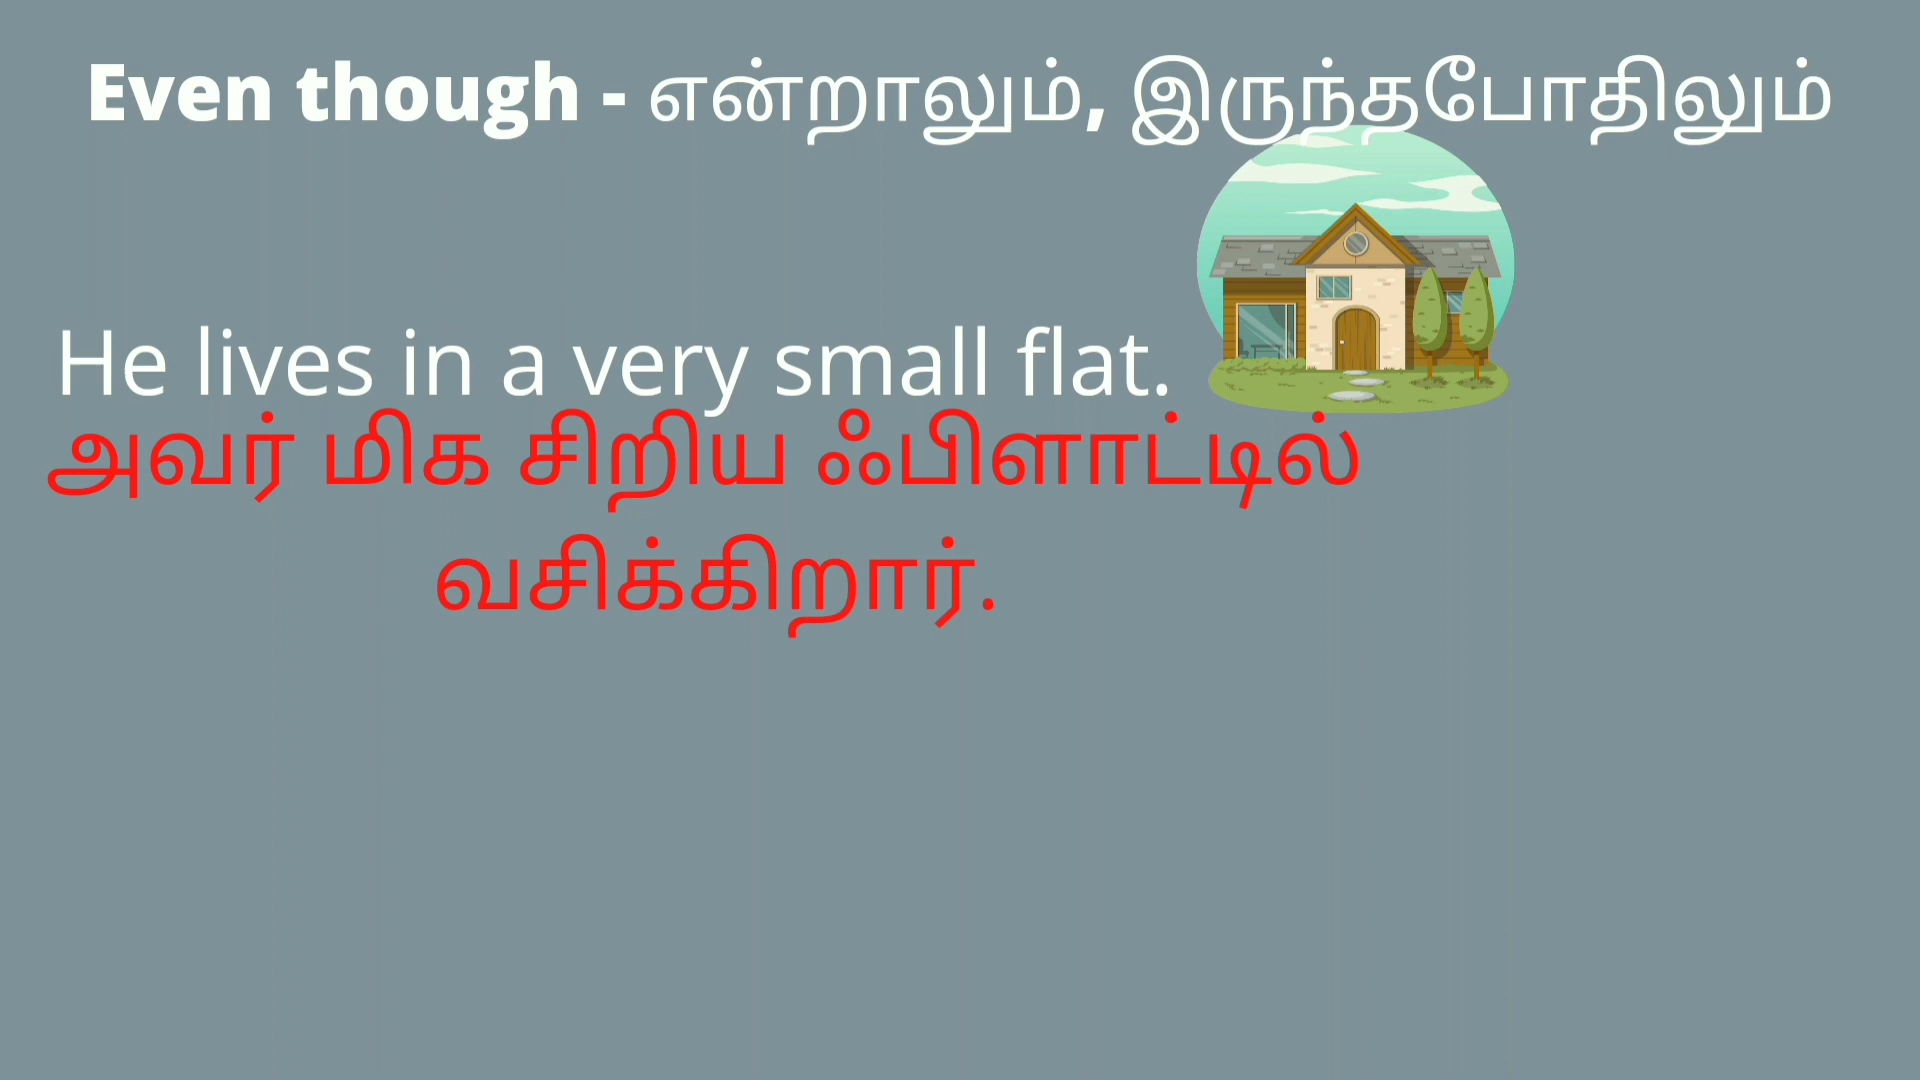 Even though - என்றாலும், இருந்தபோதிலும்
He lives in a very small flat.
அவர் மிக சிறிய ஃபிளாட்டில்
வசிக்கிறார்.